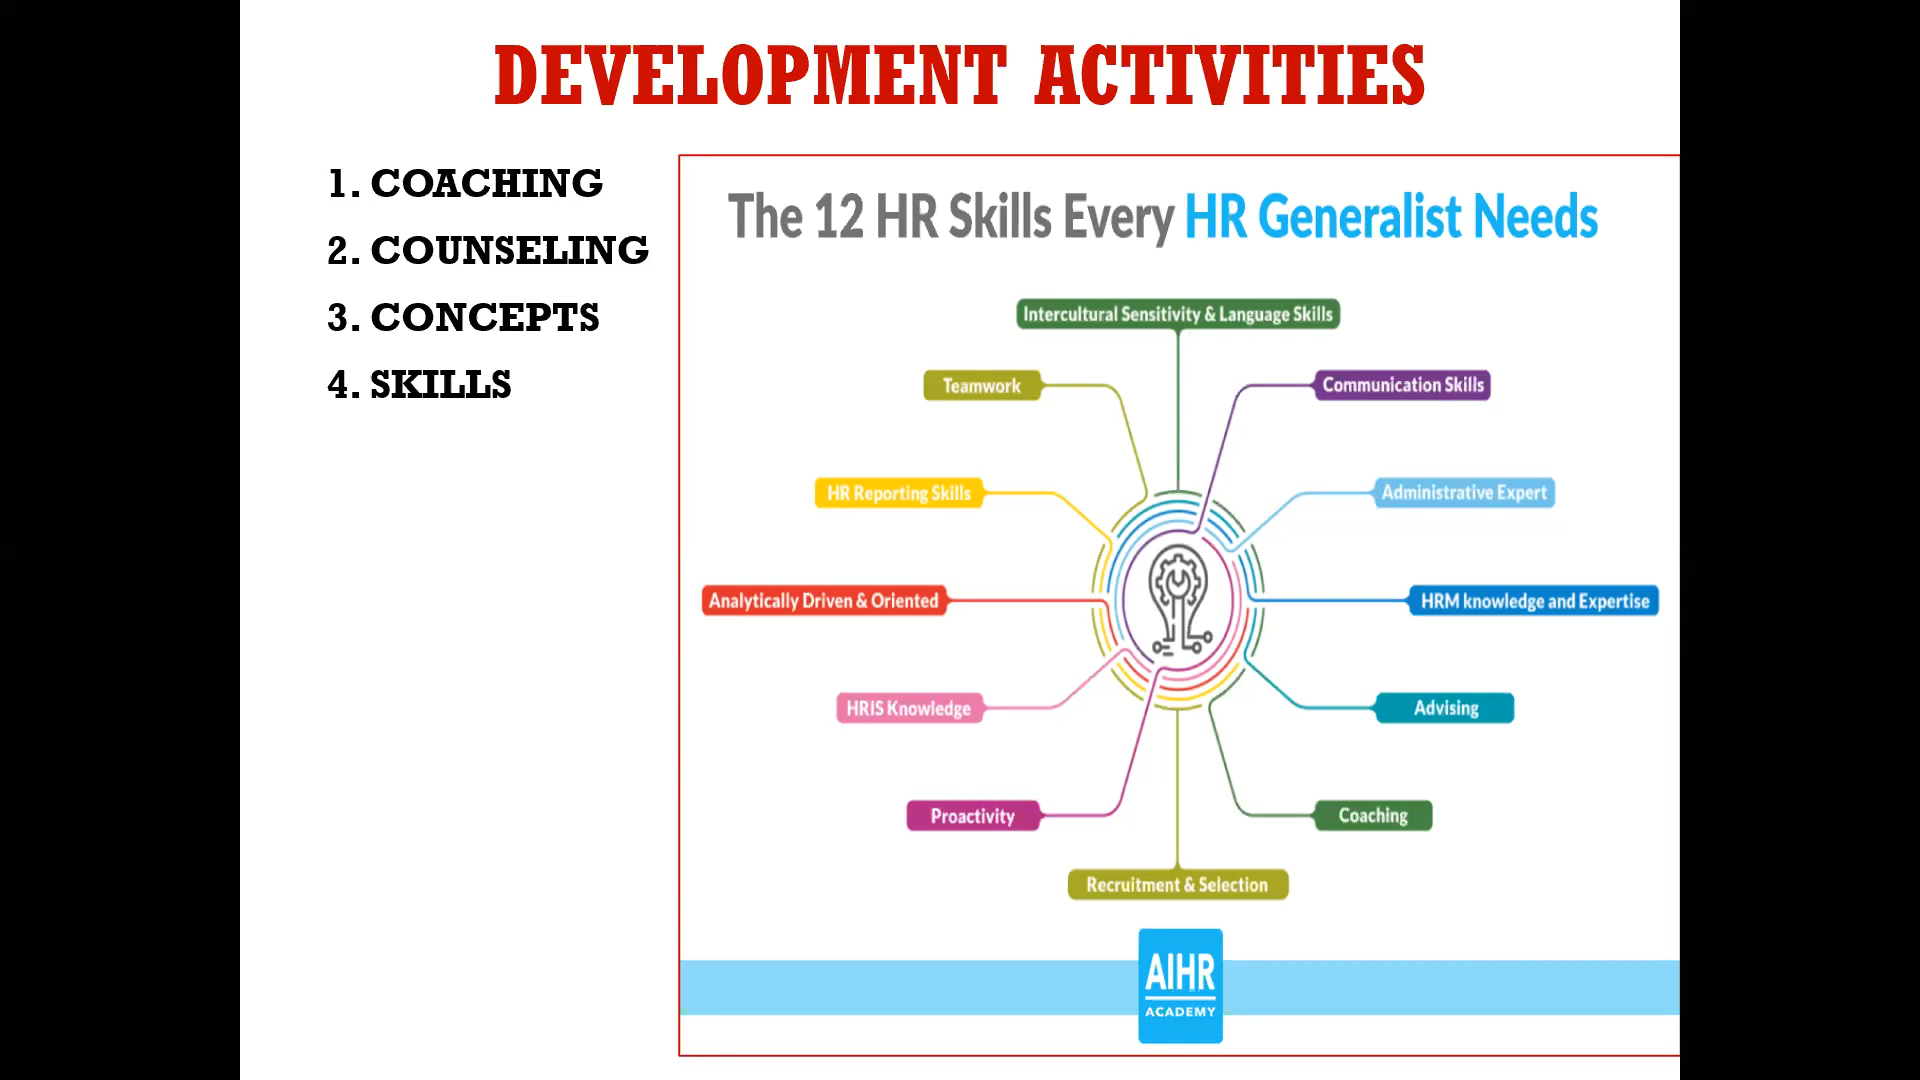 DEVELOPMENT ACTIVITIES
1. COACHING
2. COUNSELING
3. CONCEPTS
4. SKILLS
The 12 HR Skills Every HR Generalist Needs
Intercultural Sensitivity & Language Skills
Teamwork
Communication Skills
HR Reporting Skills
Administrative Expert
Analytically Driven & Oriented
HRM knowledge and Expertise
HRIS Knowledge
Advising
Proactivity
Coaching
Recruitment & Selection
AIHR
ACADEMY